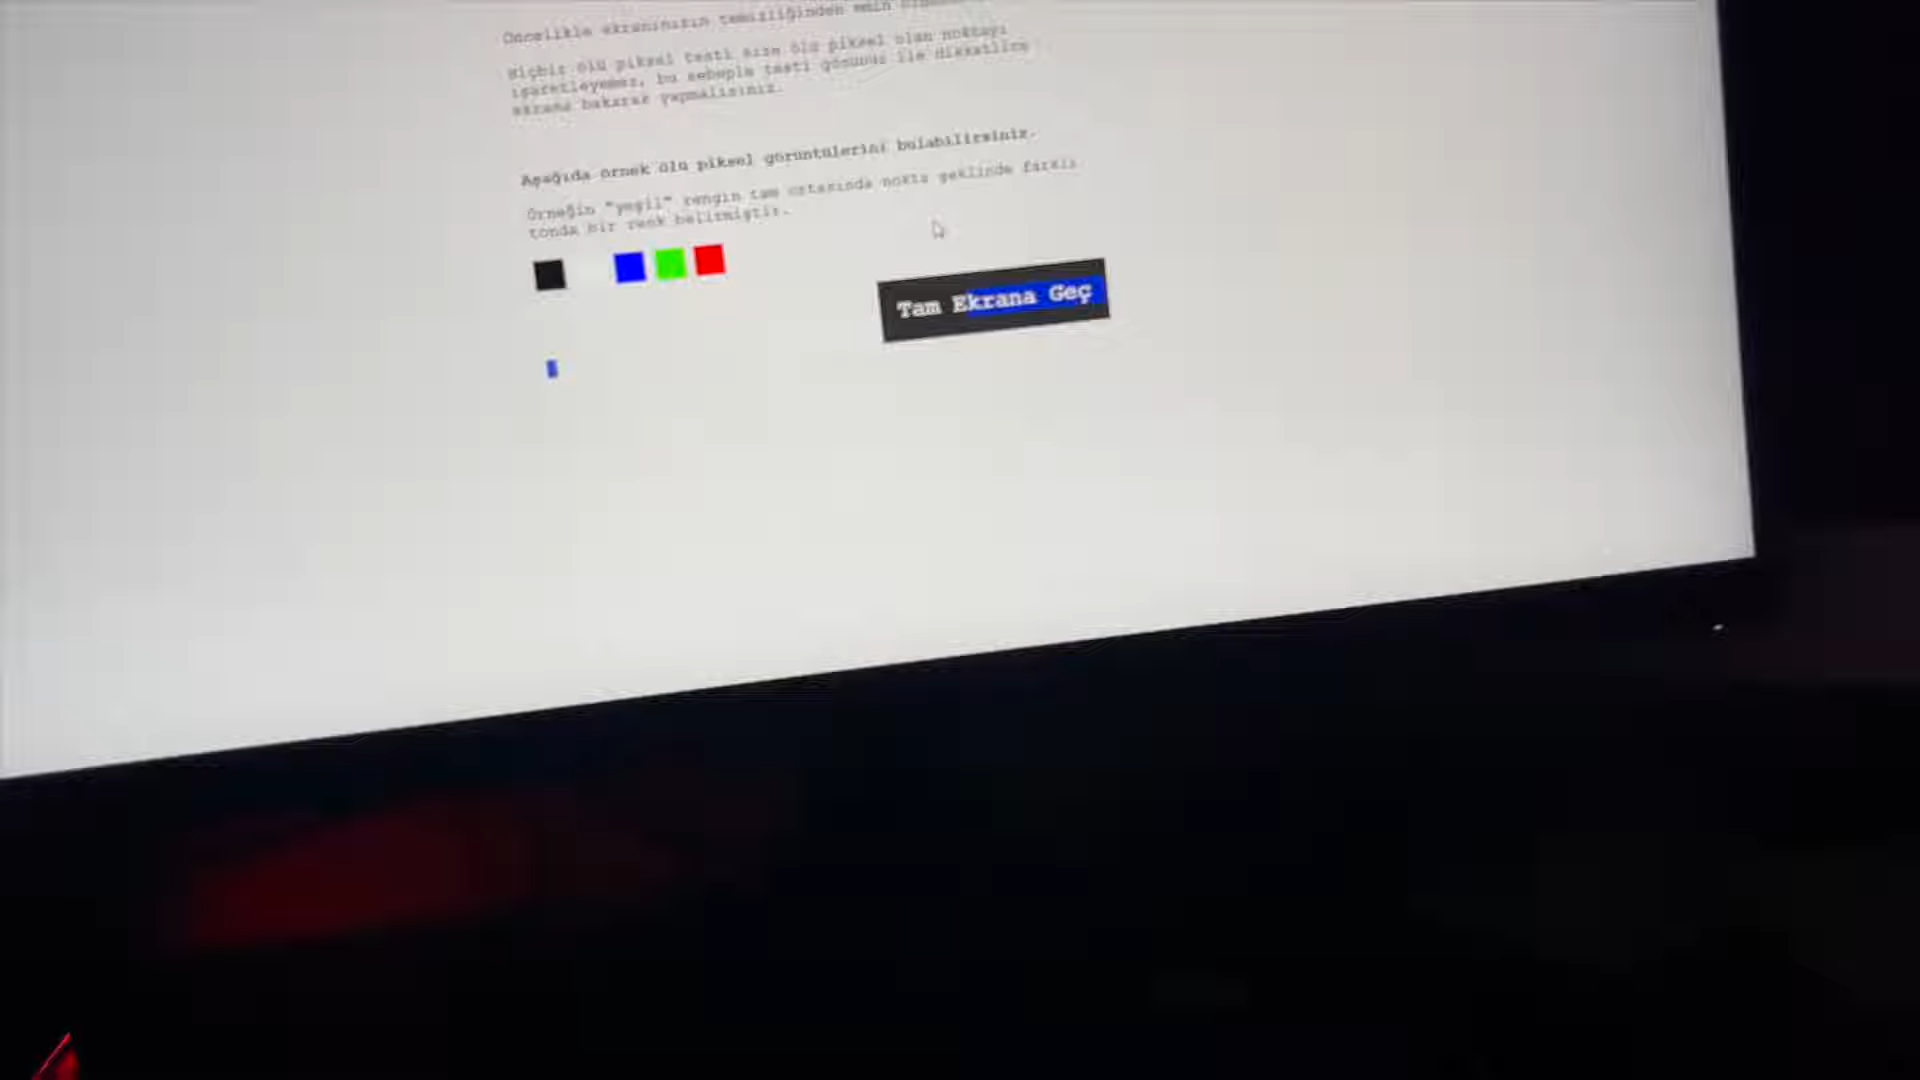 Öncelikle ekranınızın temizliğinden emin
Hiçbir ölü piksel testi size ölü piksel olan noktayı
işaretleyemez, bu sebeple testi gözünüz ile dikkatlice
ekrana bakarak yapmalısınız.
Aşağıda örnek ölü piksel görüntülerini bulabilirsiniz.
Örneğin "yeşil" rengin tam ortasında nokta şeklinde farklı
tonda bir renk belirmiştir.
Tam Ekrana Geç